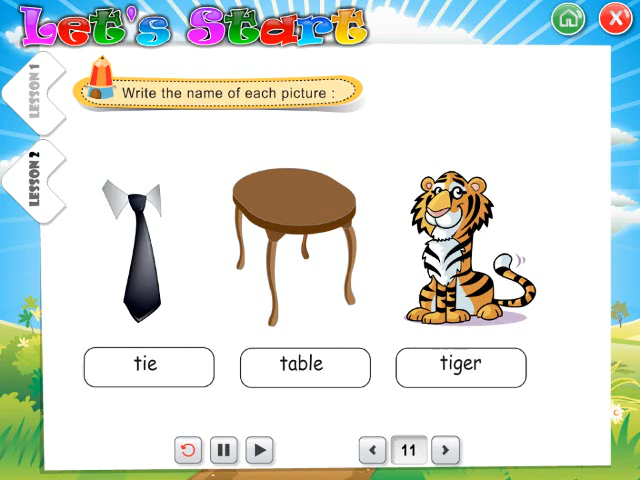 Let's Start
LESSON 1
LESSON 2
Write the name of each picture :
tie
table
tiger
11